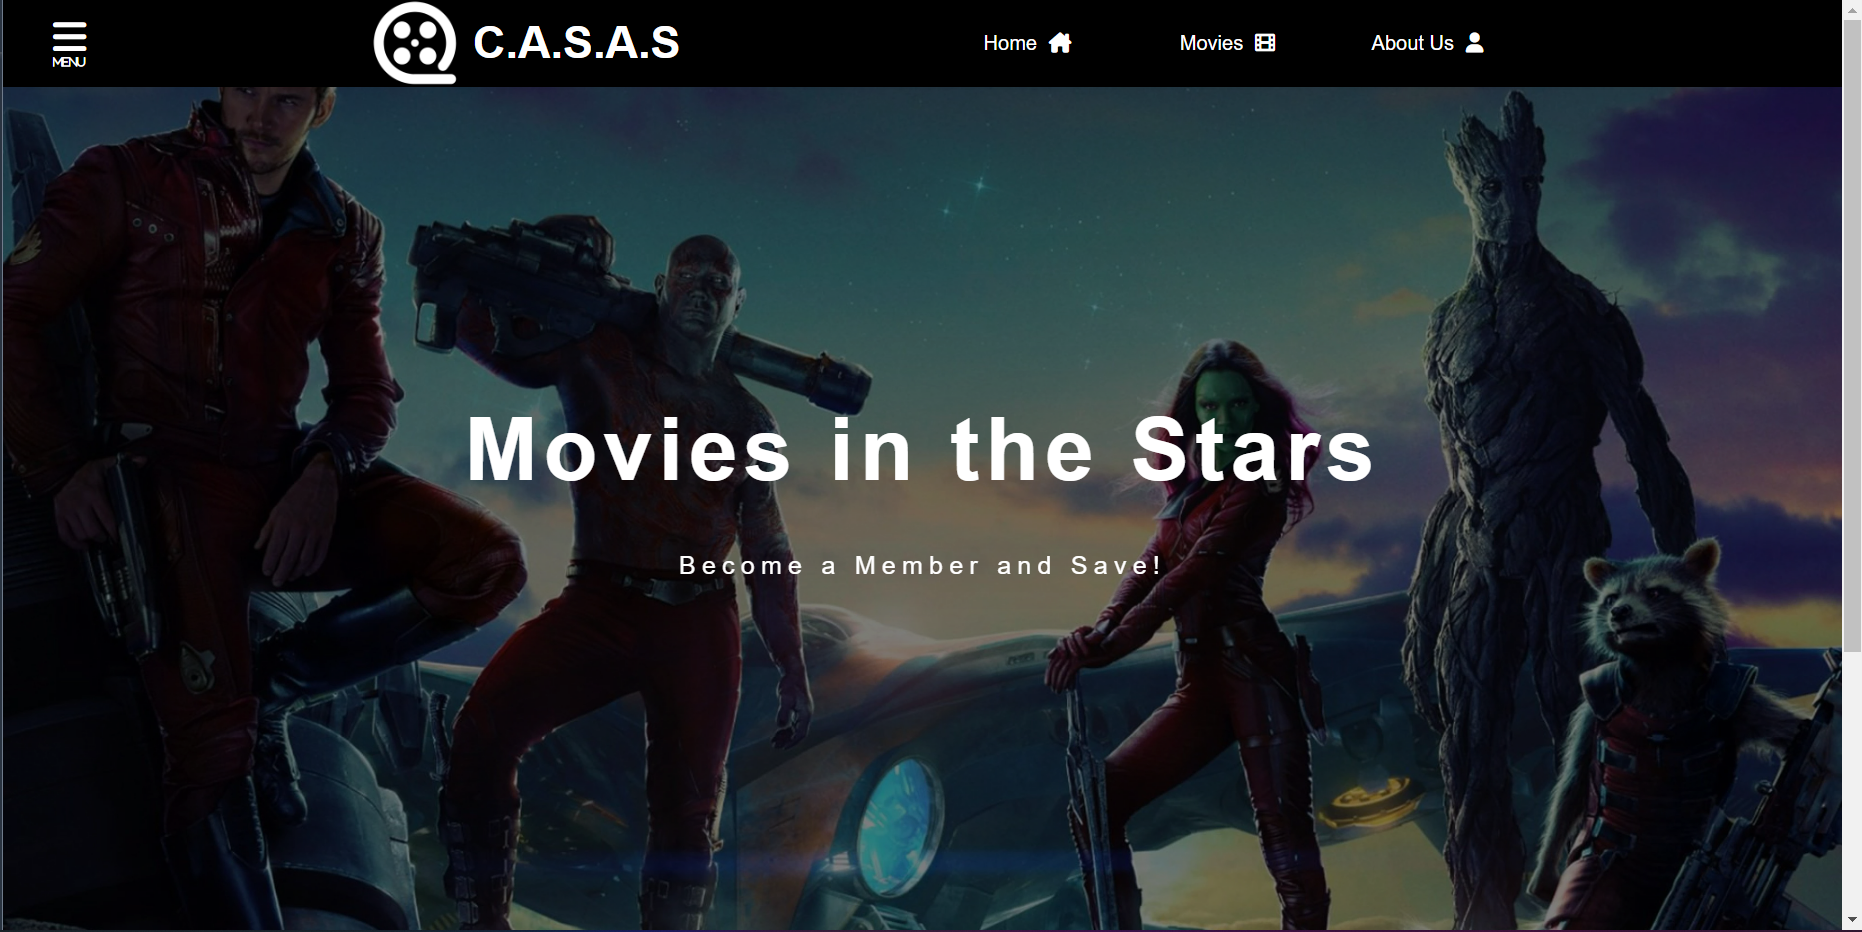 MENU
C.A.S.A.S
Home
Movies
About Us
Movies in the Stars
Become a Member and Save!